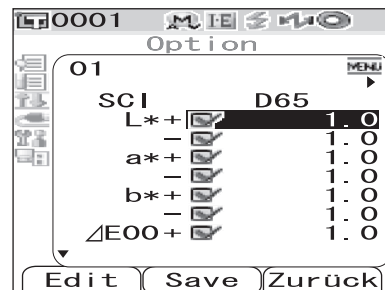 0001 M I·E
Option
01 MENU
SCI D65
L*+ 1.0
− 1.0
a*+ 1.0
− 1.0
b*+ 1.0
− 1.0
⊿E00+ 1.0
Edit Save Zurück